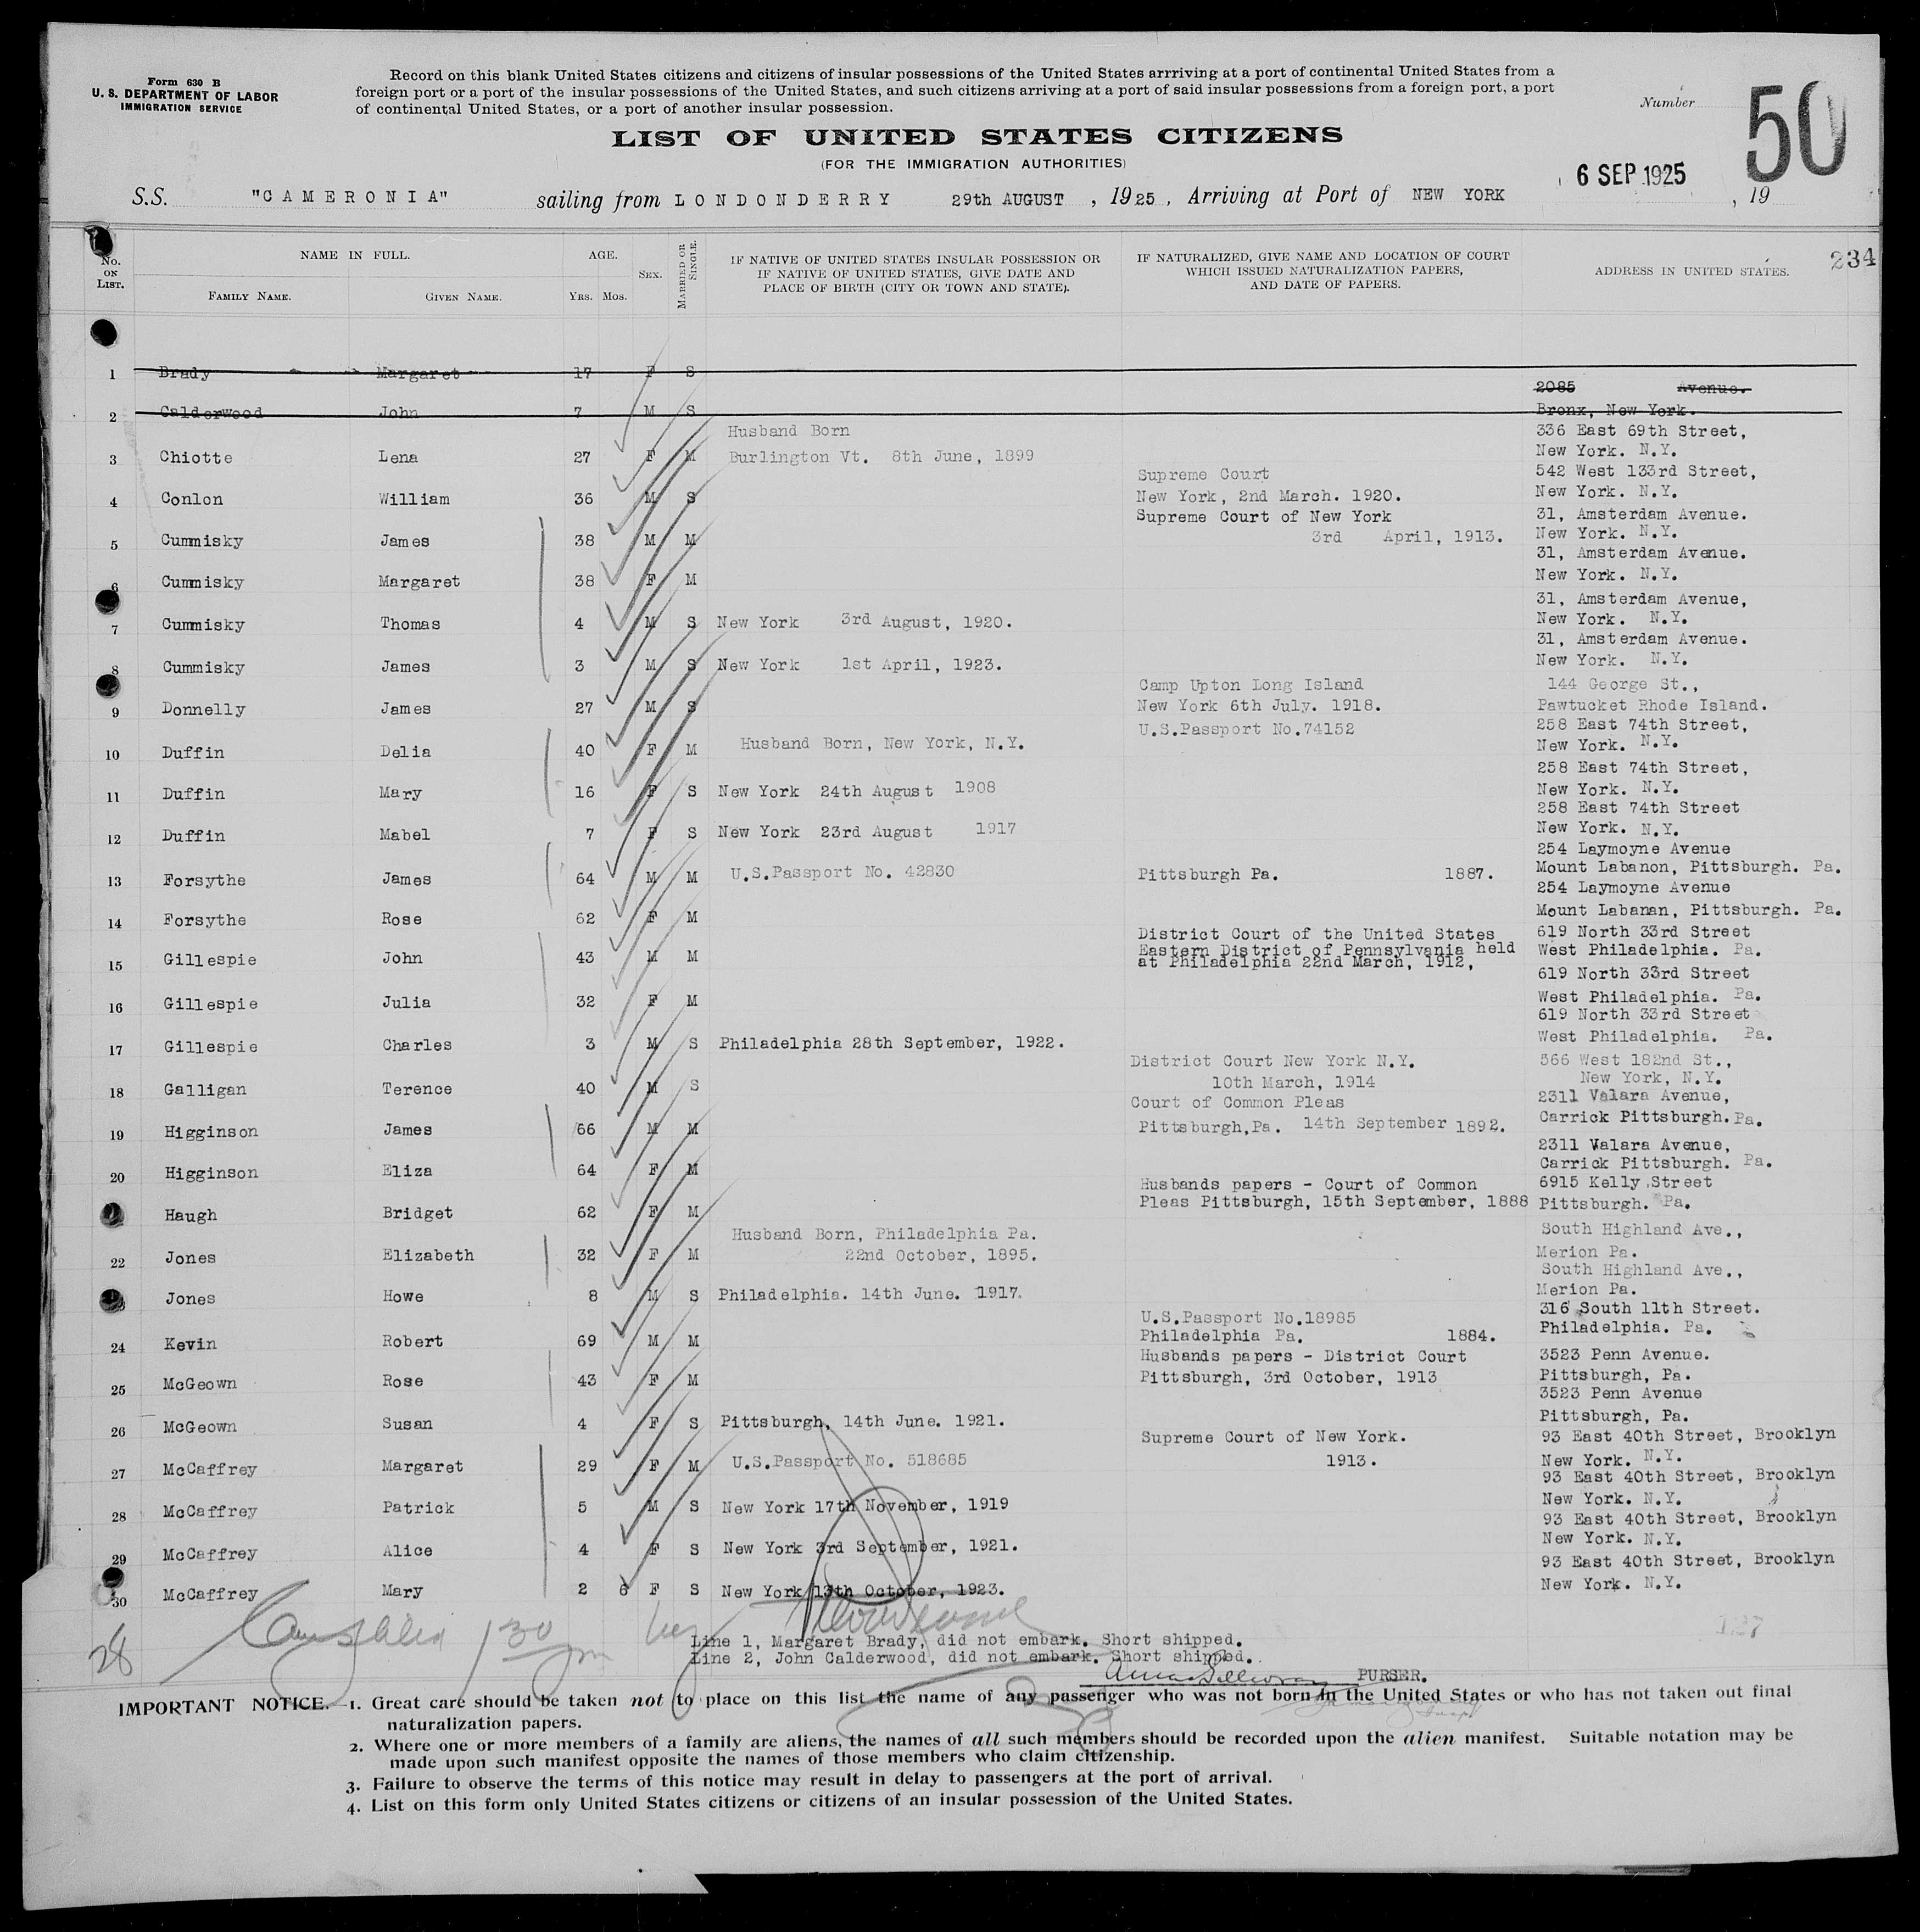 Form 630 B
U. S. DEPARTMENT OF LABOR
IMMIGRATION SERVICE
Record on this blank United States citizens and citizens of insular possessions of the United States arrriving at a port of continental United States from a
foreign port or a port of the insular possessions of the United States, and such citizens arriving at a port of said insular possessions from a foreign port, a port
of continental United States, or a port of another insular possession.
Number 50
LIST OF UNITED STATES CITIZENS
(FOR THE IMMIGRATION AUTHORITIES)
S.S. "CAMERONIA" sailing from LONDONDERRY 29th AUGUST , 1925 , Arriving at Port of NEW YORK 6 SEP 1925 , 19
No. ON LIST.
NAME IN FULL.
FAMILY NAME. GIVEN NAME.
AGE.
YRS. MOS.
SEX.
MARRIED OR SINGLE.
IF NATIVE OF UNITED STATES INSULAR POSSESSION OR
IF NATIVE OF UNITED STATES, GIVE DATE AND
PLACE OF BIRTH (CITY OR TOWN AND STATE).
IF NATURALIZED, GIVE NAME AND LOCATION OF COURT
WHICH ISSUED NATURALIZATION PAPERS,
AND DATE OF PAPERS.
ADDRESS IN UNITED STATES.
234
1 Brady Margaret 17 F S
2085 Avenue.
2 Calderwood John 7 M S Bronx, New York.
Husband Born 336 East 69th Street,
3 Chiotte Lena 27 F M Burlington Vt. 8th June, 1899 New York. N.Y.
Supreme Court 542 West 133rd Street,
4 Conlon William 36 M S New York, 2nd March. 1920. New York. N.Y.
Supreme Court of New York 31, Amsterdam Avenue.
5 Cummisky James 38 M M 3rd April, 1913. New York. N.Y.
31, Amsterdam Avenue.
6 Cummisky Margaret 38 F M New York. N.Y.
31, Amsterdam Avenue,
7 Cummisky Thomas 4 M S New York 3rd August, 1920. New York. N.Y.
31, Amsterdam Avenue.
8 Cummisky James 3 M S New York 1st April, 1923. New York. N.Y.
Camp Upton Long Island 144 George St.,
9 Donnelly James 27 M S New York 6th July. 1918. Pawtucket Rhode Island.
U.S.Passport No.74152 258 East 74th Street,
10 Duffin Delia 40 F M Husband Born, New York, N.Y. New York. N.Y.
258 East 74th Street,
11 Duffin Mary 16 F S New York 24th August 1908 New York. N.Y.
258 East 74th Street
12 Duffin Mabel 7 F S New York 23rd August 1917 New York. N.Y.
254 Laymoyne Avenue
13 Forsythe James 64 M M U.S.Passport No. 42830 Pittsburgh Pa. 1887. Mount Labanon, Pittsburgh. Pa.
254 Laymoyne Avenue
14 Forsythe Rose 62 F M Mount Labanan, Pittsburgh. Pa.
District Court of the United States 619 North 33rd Street
15 Gillespie John 43 M M Eastern District of Pennsylvania held West Philadelphia. Pa.
at Philadelphia 22nd March, 1912,
619 North 33rd Street
16 Gillespie Julia 32 F M West Philadelphia. Pa.
619 North 33rd Street
17 Gillespie Charles 3 M S Philadelphia 28th September, 1922. West Philadelphia. Pa.
District Court New York N.Y. 566 West 182nd St.,
18 Galligan Terence 40 M S 10th March, 1914 New York, N.Y.
Court of Common Pleas 2311 Valara Avenue,
19 Higginson James 66 M M Pittsburgh,Pa. 14th September 1892. Carrick Pittsburgh. Pa.
2311 Valara Avenue,
20 Higginson Eliza 64 F M Carrick Pittsburgh. Pa.
Husbands papers - Court of Common 6915 Kelly Street
Haugh Bridget 62 F M Pleas Pittsburgh, 15th September, 1888 Pittsburgh. Pa.
Husband Born, Philadelphia Pa. South Highland Ave.,
22 Jones Elizabeth 32 F M 22nd October, 1895. Merion Pa.
South Highland Ave.,
Jones Howe 8 M S Philadelphia. 14th June. 1917. Merion Pa.
U.S.Passport No.18985 316 South 11th Street.
24 Kevin Robert 69 M M Philadelphia Pa. 1884. Philadelphia. Pa.
Husbands papers - District Court 3523 Penn Avenue.
25 McGeown Rose 43 F M Pittsburgh, 3rd October, 1913 Pittsburgh, Pa.
3523 Penn Avenue
26 McGeown Susan 4 F S Pittsburgh, 14th June. 1921. Pittsburgh, Pa.
Supreme Court of New York. 93 East 40th Street, Brooklyn
27 McCaffrey Margaret 29 F M U.S.Passport No. 518685 1913. New York. N.Y.
93 East 40th Street, Brooklyn
28 McCaffrey Patrick 5 M S New York 17th November, 1919 New York. N.Y.
93 East 40th Street, Brooklyn
29 McCaffrey Alice 4 F S New York 3rd September, 1921. New York. N.Y.
93 East 40th Street, Brooklyn
30 McCaffrey Mary 2 6 F S New York 13th October, 1923. New York. N.Y.
28 130 pm by
Line 1, Margaret Brady, did not embark. Short shipped.
Line 2, John Calderwood, did not embark. Short shipped.
PURSER.
IMPORTANT NOTICE.—1. Great care should be taken not to place on this list the name of any passenger who was not born in the United States or who has not taken out final
naturalization papers.
2. Where one or more members of a family are aliens, the names of all such members should be recorded upon the alien manifest. Suitable notation may be
made upon such manifest opposite the names of those members who claim citizenship.
3. Failure to observe the terms of this notice may result in delay to passengers at the port of arrival.
4. List on this form only United States citizens or citizens of an insular possession of the United States.